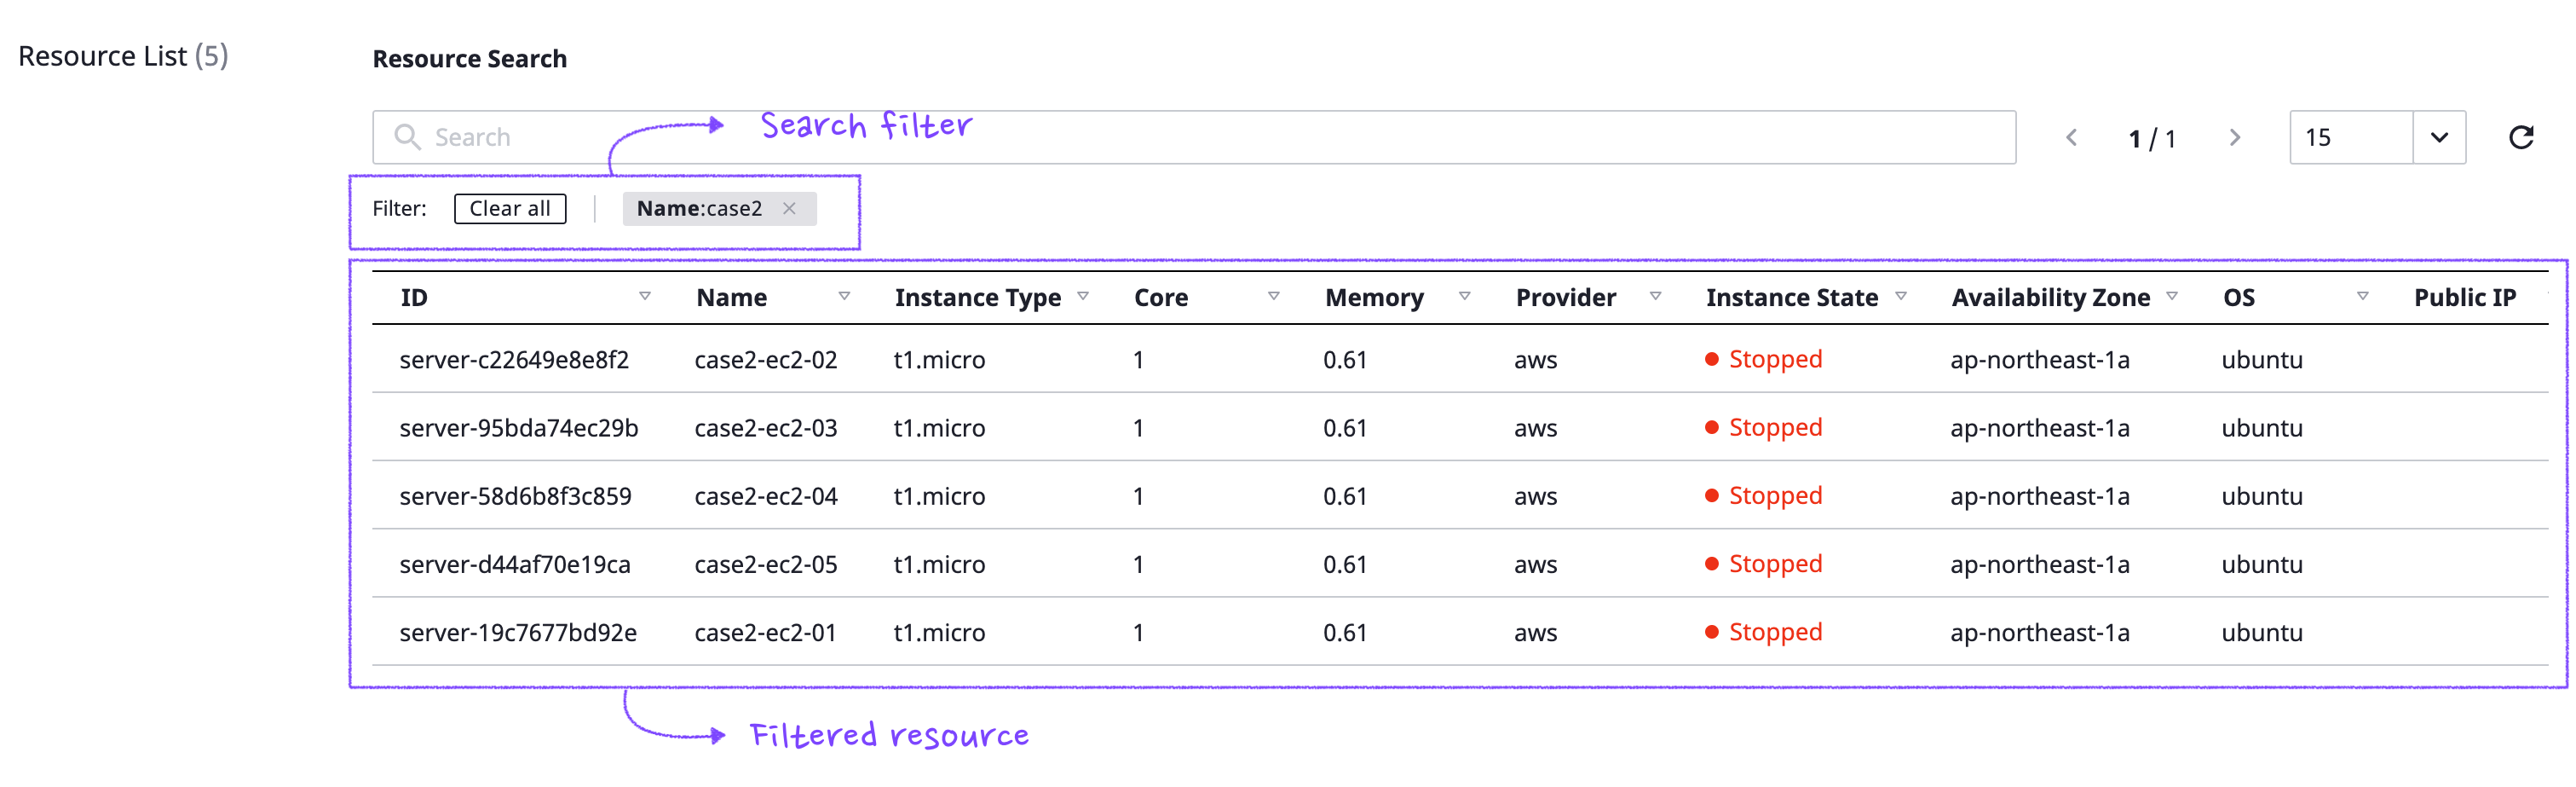 Resource List (5)
Resource Search
Search
Search filter
1 / 1
15
Filter: Clear all Name:case2
ID Name Instance Type Core Memory Provider Instance State Availability Zone OS Public IP
server-c22649e8e8f2 case2-ec2-02 t1.micro 1 0.61 aws Stopped ap-northeast-1a ubuntu
server-95bda74ec29b case2-ec2-03 t1.micro 1 0.61 aws Stopped ap-northeast-1a ubuntu
server-58d6b8f3c859 case2-ec2-04 t1.micro 1 0.61 aws Stopped ap-northeast-1a ubuntu
server-d44af70e19ca case2-ec2-05 t1.micro 1 0.61 aws Stopped ap-northeast-1a ubuntu
server-19c7677bd92e case2-ec2-01 t1.micro 1 0.61 aws Stopped ap-northeast-1a ubuntu
Filtered resource